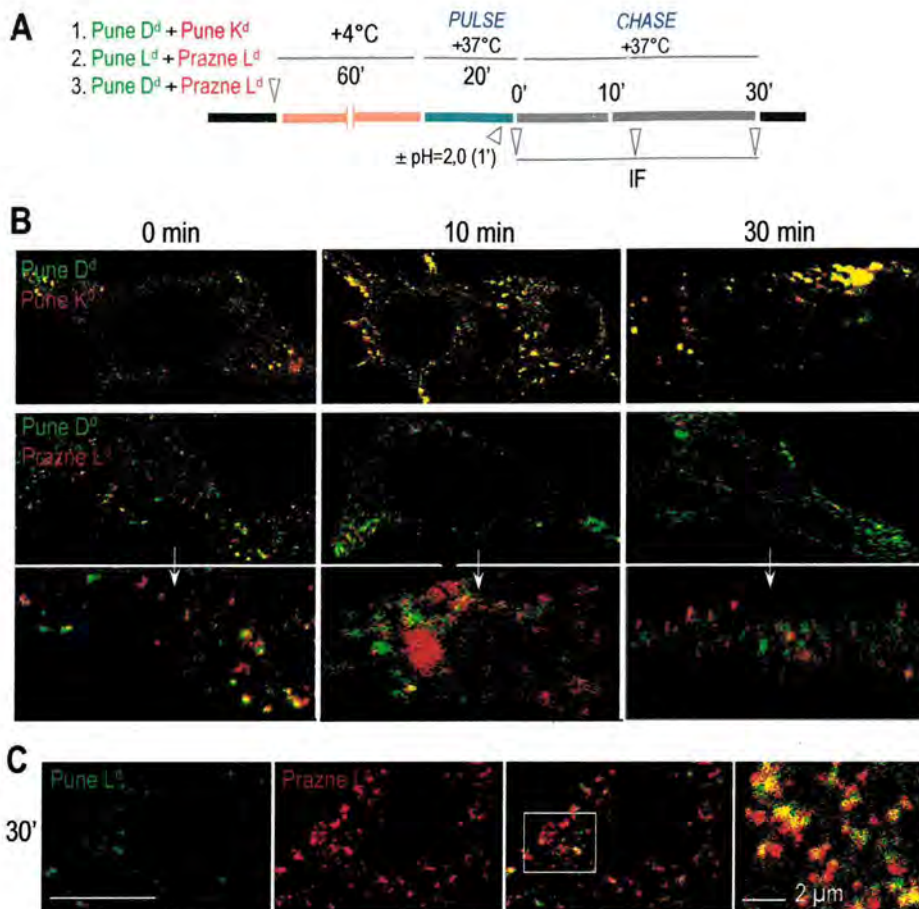 A
1. Pune Dᵈ + Pune Kᵈ
2. Pune Lᵈ + Prazne Lᵈ
3. Pune Dᵈ + Prazne Lᵈ
+4°C
60'
PULSE
+37°C
20'
CHASE
+37°C
0'
10'
30'
± pH=2,0 (1')
IF
B
0 min
10 min
30 min
Pune Dᵈ
Pune Kᵈ
Pune Dᵈ
Prazne Lᵈ
C
30'
Pune Lᵈ
Prazne L
2 µm